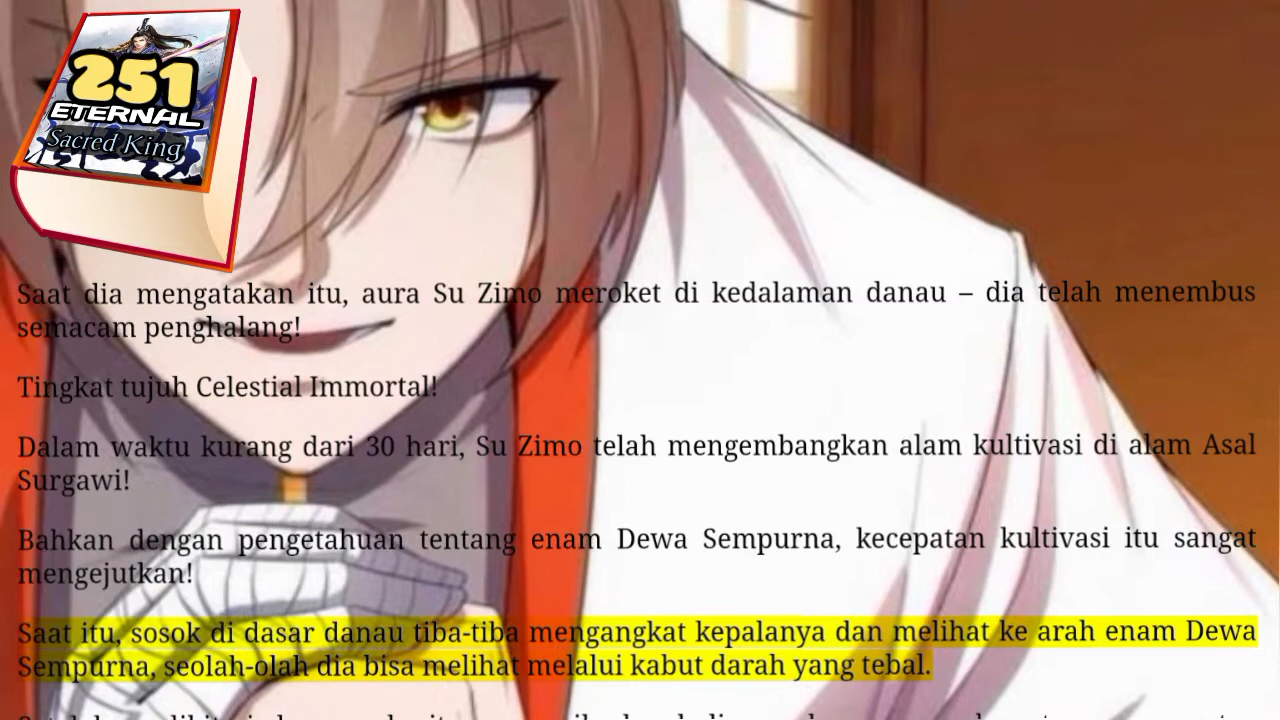 251
ETERNAL
Sacred King
Saat dia mengatakan itu, aura Su Zimo meroket di kedalaman danau – dia telah menembus
semacam penghalang!
Tingkat tujuh Celestial Immortal!
Dalam waktu kurang dari 30 hari, Su Zimo telah mengembangkan alam kultivasi di alam Asal
Surgawi!
Bahkan dengan pengetahuan tentang enam Dewa Sempurna, kecepatan kultivasi itu sangat
mengejutkan!
Saat itu, sosok di dasar danau tiba-tiba mengangkat kepalanya dan melihat ke arah enam Dewa
Sempurna, seolah-olah dia bisa melihat melalui kabut darah yang tebal.